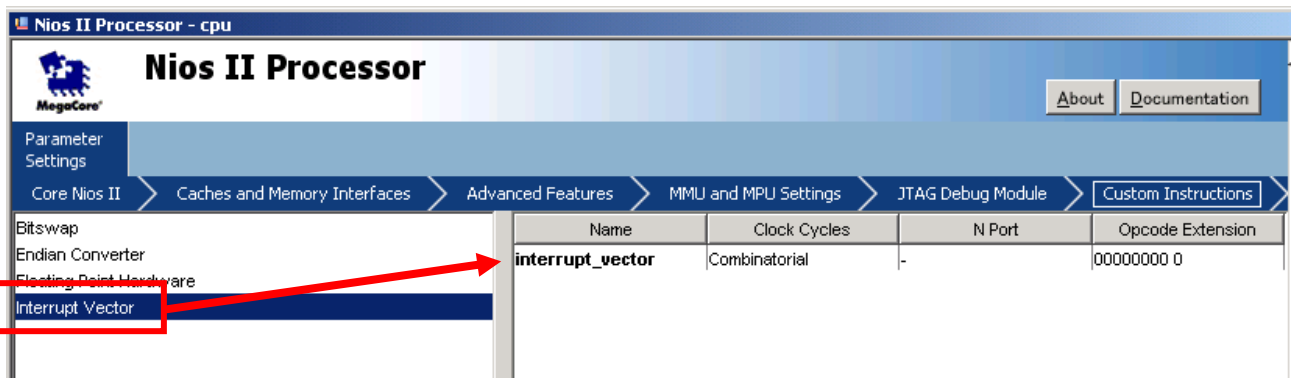 Nios II Processor - cpu
MegaCore®
Nios II Processor
About
Documentation
Parameter
Settings
Core Nios II
Caches and Memory Interfaces
Advanced Features
MMU and MPU Settings
JTAG Debug Module
Custom Instructions
Bitswap
Endian Converter
Floating Point Hardware
Interrupt Vector
Name Clock Cycles N Port Opcode Extension
interrupt_vector Combinatorial - 00000000 0